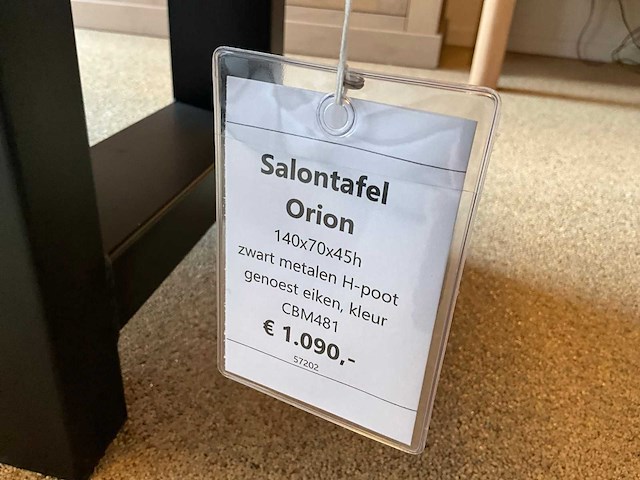 Salontafel
Orion
140x70x45h
zwart metalen H-poot
genoest eiken, kleur
CBM481
€ 1.090,-
57202